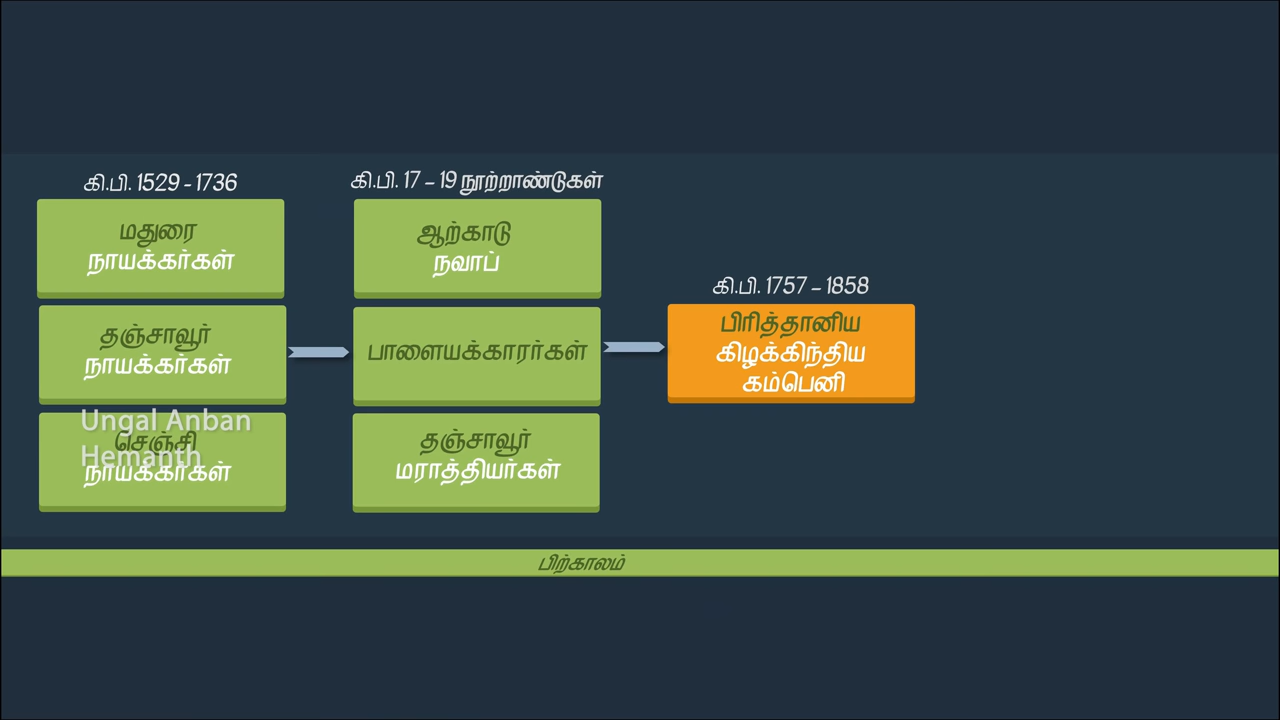 கி.பி. 1529 - 1736
மதுரை
நாயக்கர்கள்
தஞ்சாவூர்
நாயக்கர்கள்
செஞ்சி
நாயக்கர்கள்
Ungal Anban
Hemanth
கி.பி. 17 – 19 நூற்றாண்டுகள்
ஆற்காடு
நவாப்
பாளையக்காரர்கள்
தஞ்சாவூர்
மராத்தியர்கள்
கி.பி. 1757 – 1858
பிரித்தானிய
கிழக்கிந்திய
கம்பெனி
பிற்காலம்